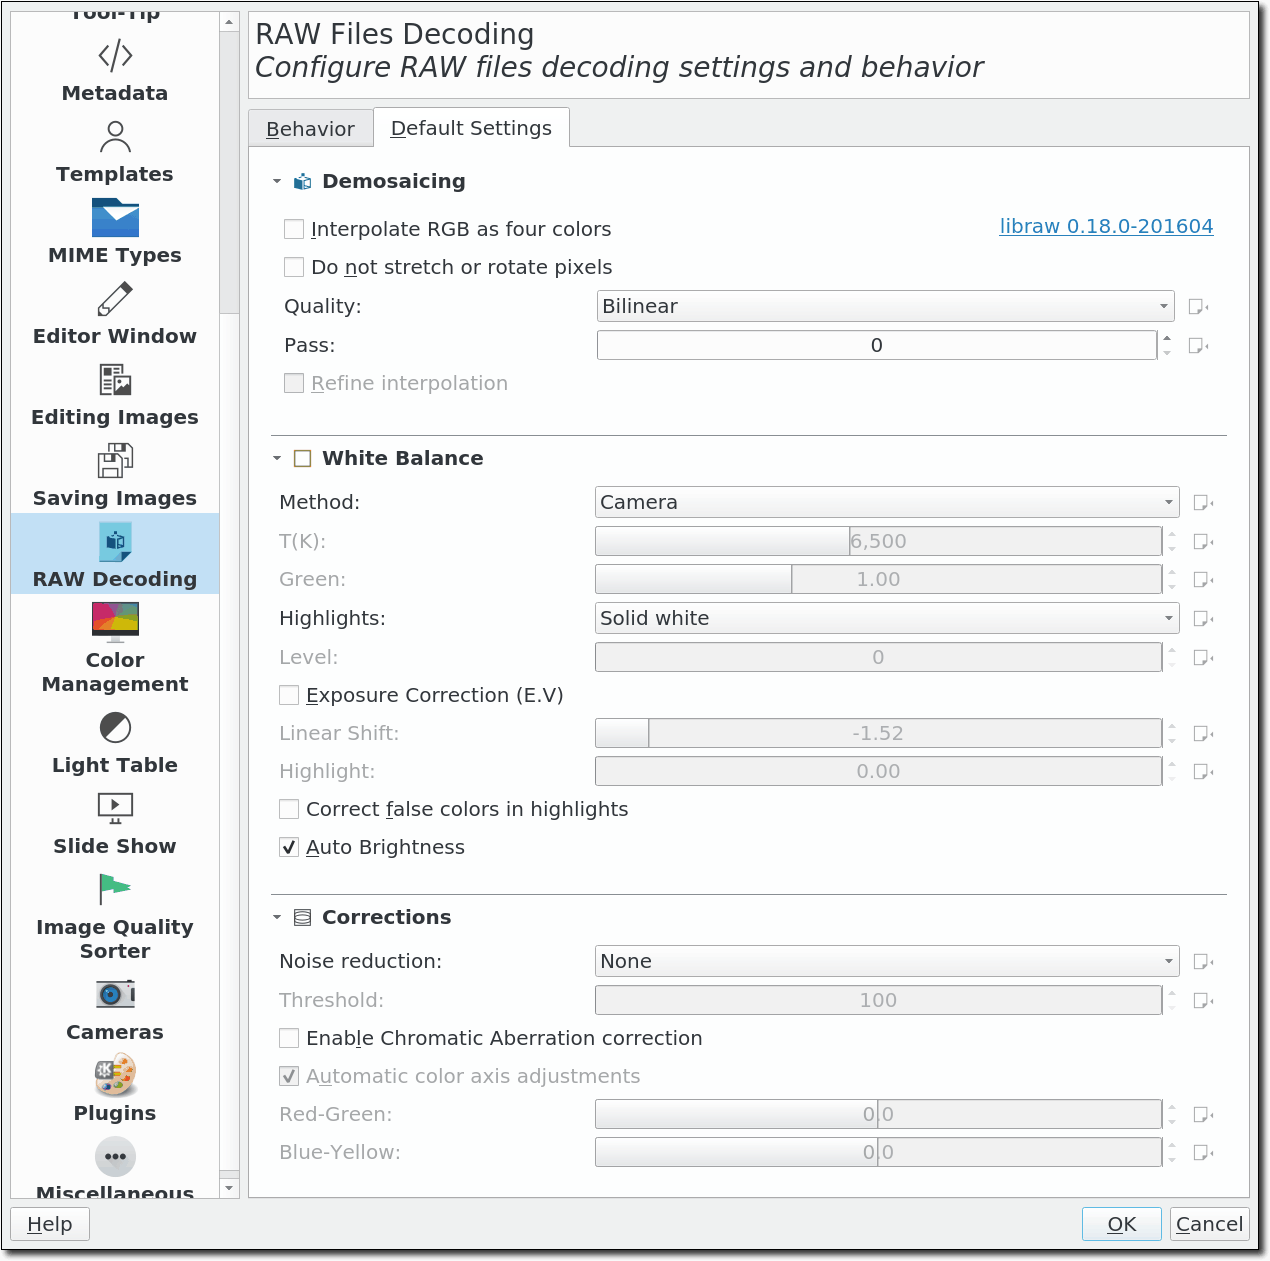 Tool-Tip
Metadata
Templates
MIME Types
Editor Window
Editing Images
Saving Images
RAW Decoding
Color
Management
Light Table
Slide Show
Image Quality
Sorter
Cameras
Plugins
Miscellaneous
RAW Files Decoding
Configure RAW files decoding settings and behavior
Behavior
Default Settings
Demosaicing
Interpolate RGB as four colors
libraw 0.18.0-201604
Do not stretch or rotate pixels
Quality: Bilinear
Pass: 0
Refine interpolation
White Balance
Method: Camera
T(K): 6,500
Green: 1.00
Highlights: Solid white
Level: 0
Exposure Correction (E.V)
Linear Shift: -1.52
Highlight: 0.00
Correct false colors in highlights
Auto Brightness
Corrections
Noise reduction: None
Threshold: 100
Enable Chromatic Aberration correction
Automatic color axis adjustments
Red-Green: 0.0
Blue-Yellow: 0.0
Help
OK
Cancel